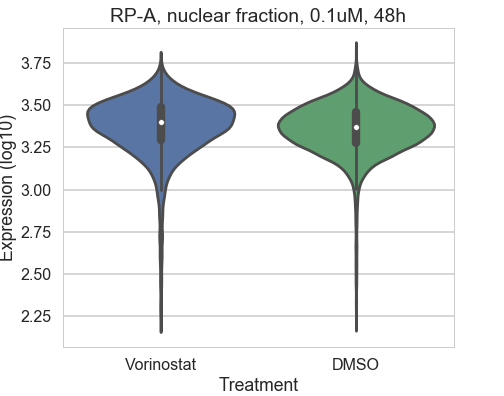 RP-A, nuclear fraction, 0.1uM, 48h
Expression (log10)
3.75
3.50
3.25
3.00
2.75
2.50
2.25
Vorinostat
DMSO
Treatment